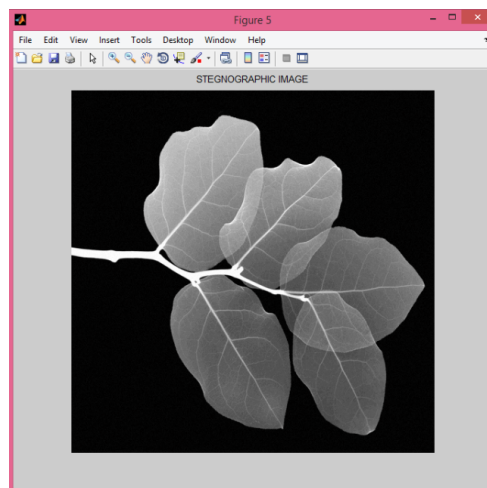 Figure 5
File Edit View Insert Tools Desktop Window Help
STEGNOGRAPHIC IMAGE